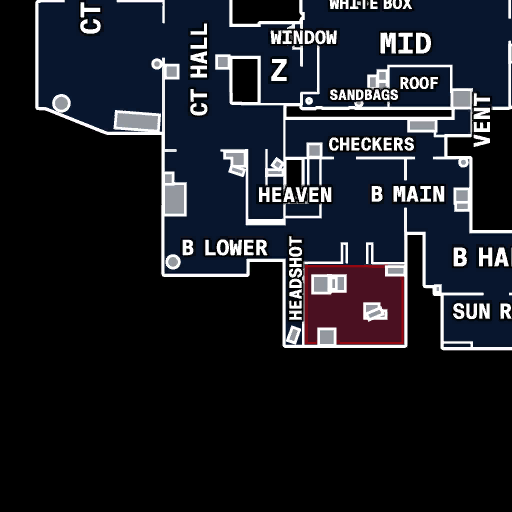 WHITE BOX
CT
WINDOW
MID
CT HALL
Z
ROOF
SANDBAGS
VENT
CHECKERS
HEAVEN
B MAIN
B LOWER
HEADSHOT
B HA
SUN R